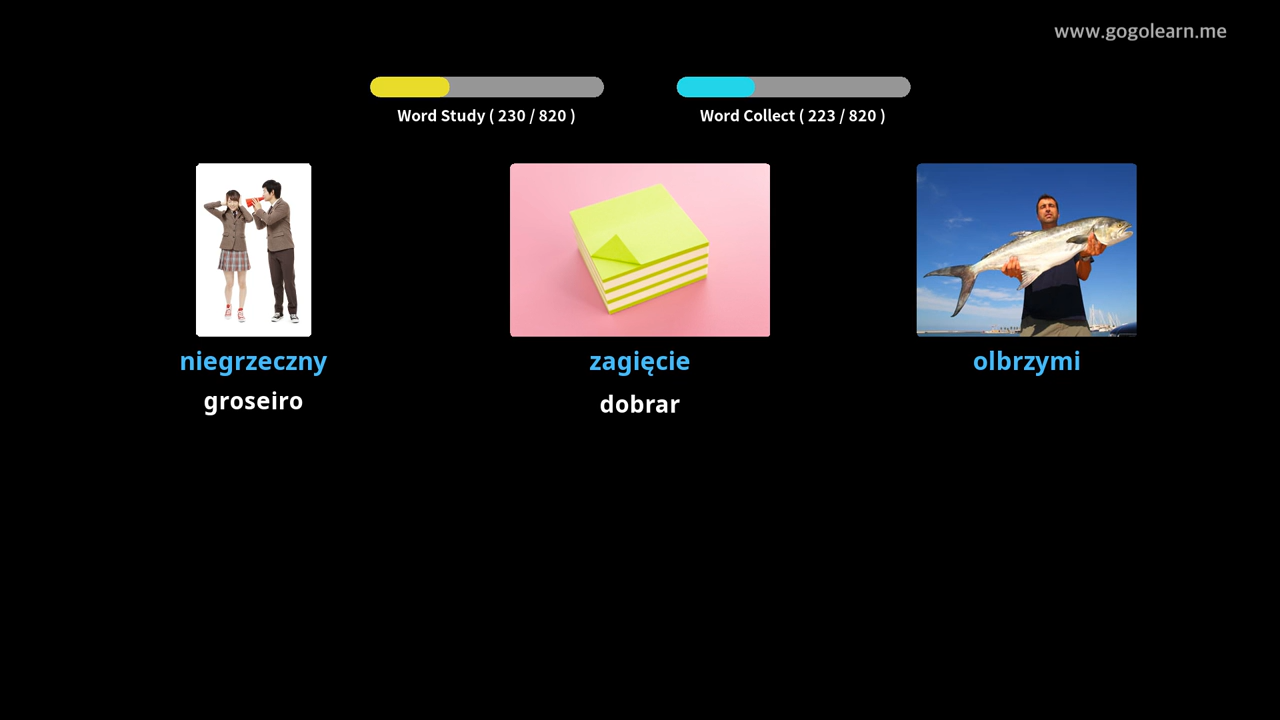 www.gogolearn.me
Word Study ( 230 / 820 )
Word Collect ( 223 / 820 )
niegrzeczny
groseiro
zagięcie
dobrar
olbrzymi